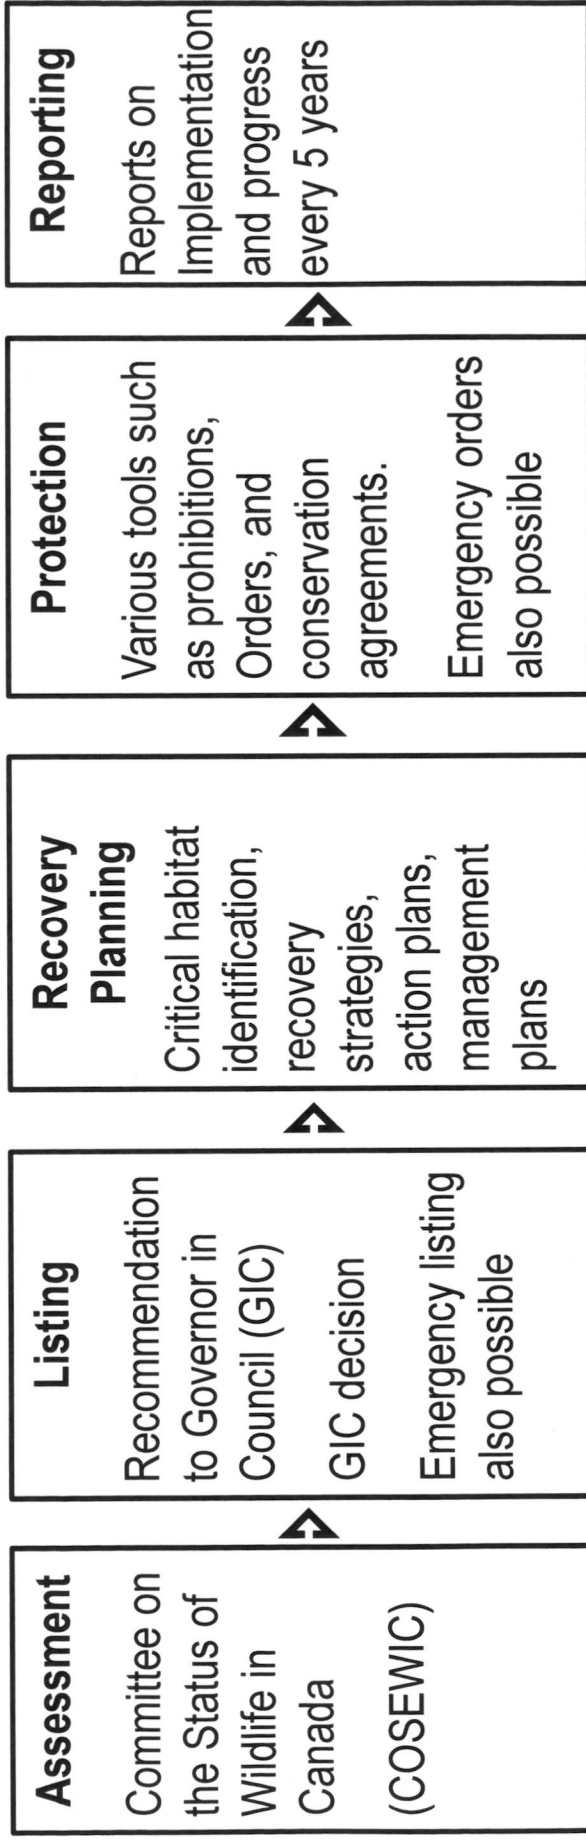 Assessment
Committee on
the Status of
Wildlife in
Canada
(COSEWIC)
Listing
Recommendation
to Governor in
Council (GIC)
GIC decision
Emergency listing
also possible
Recovery
Planning
Critical habitat
identification,
recovery
strategies,
action plans,
management
plans
Protection
Various tools such
as prohibitions,
Orders, and
conservation
agreements.
Emergency orders
also possible
Reporting
Reports on
Implementation
and progress
every 5 years